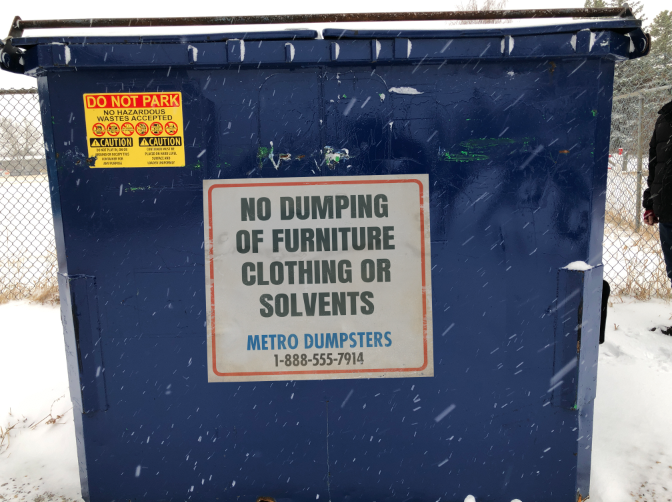 DO NOT PARK
NO HAZARDOUS
WASTES ACCEPTED
CAUTION CAUTION
NO DUMPING
OF FURNITURE
CLOTHING OR
SOLVENTS
METRO DUMPSTERS
1-888-555-7914